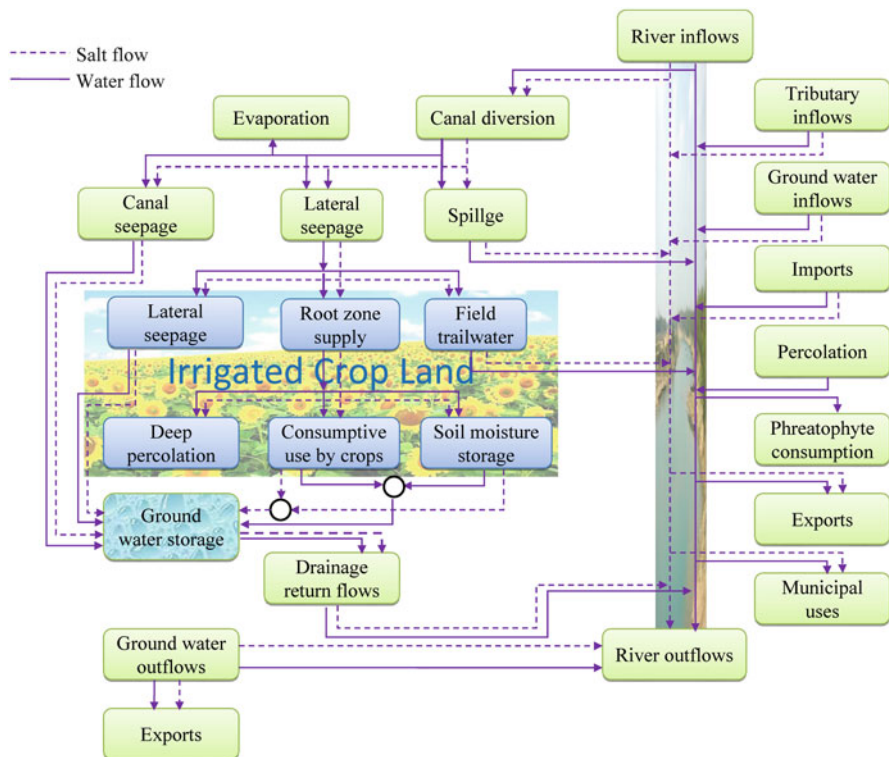 Salt flow
Water flow
River inflows
Evaporation
Canal diversion
Tributary
inflows
Canal
seepage
Lateral
seepage
Spillge
Ground water
inflows
Imports
Lateral
seepage
Root zone
supply
Field
trailwater
Irrigated Crop Land
Percolation
Deep
percolation
Consumptive
use by crops
Soil moisture
storage
Phreatophyte
consumption
Ground
water storage
Exports
Drainage
return flows
Municipal
uses
Ground water
outflows
River outflows
Exports